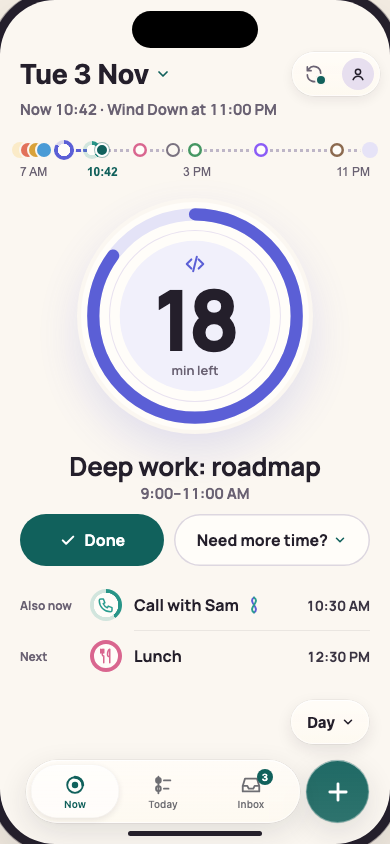 Tue 3 Nov
Now 10:42 · Wind Down at 11:00 PM
7 AM 10:42 3 PM 11 PM
18
min left
Deep work: roadmap
9:00–11:00 AM
Done Need more time?
Also now Call with Sam 10:30 AM
Next Lunch 12:30 PM
Day
3
Now Today Inbox